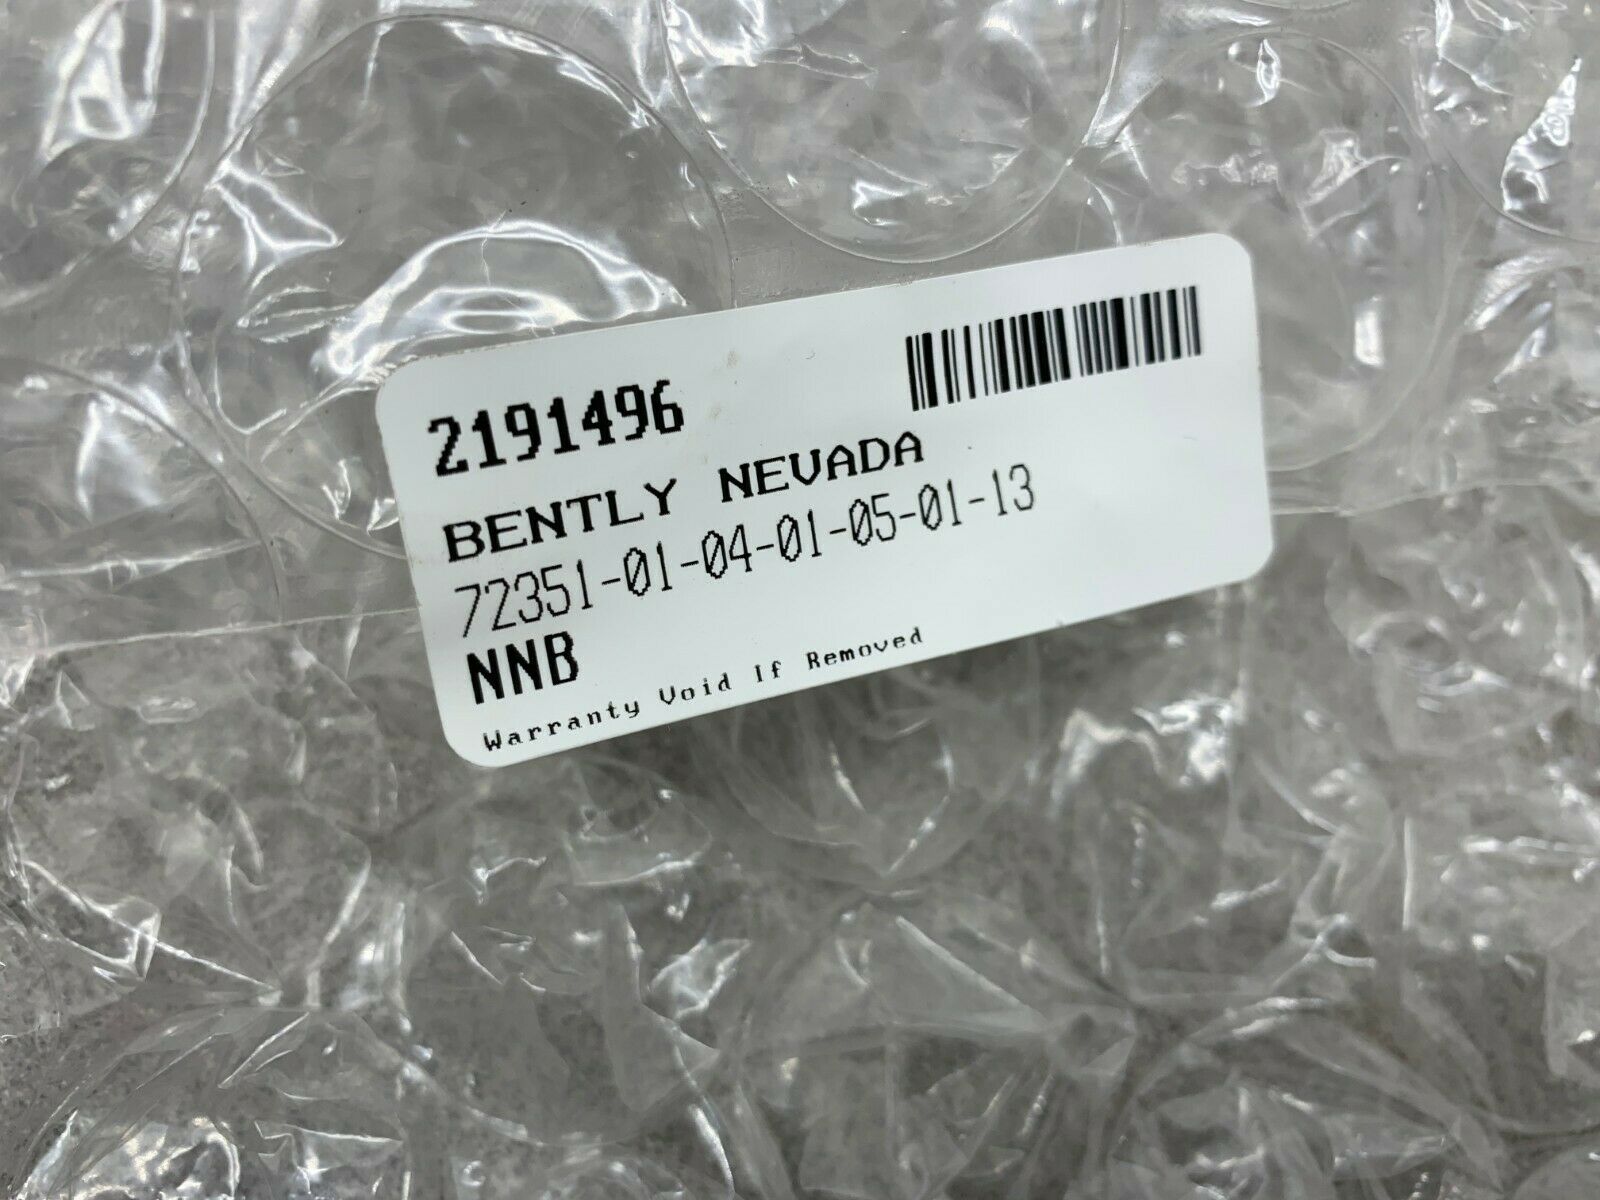 2191496
BENTLY NEVADA
72351-01-04-01-05-01-13
NNB
Warranty Void If Removed